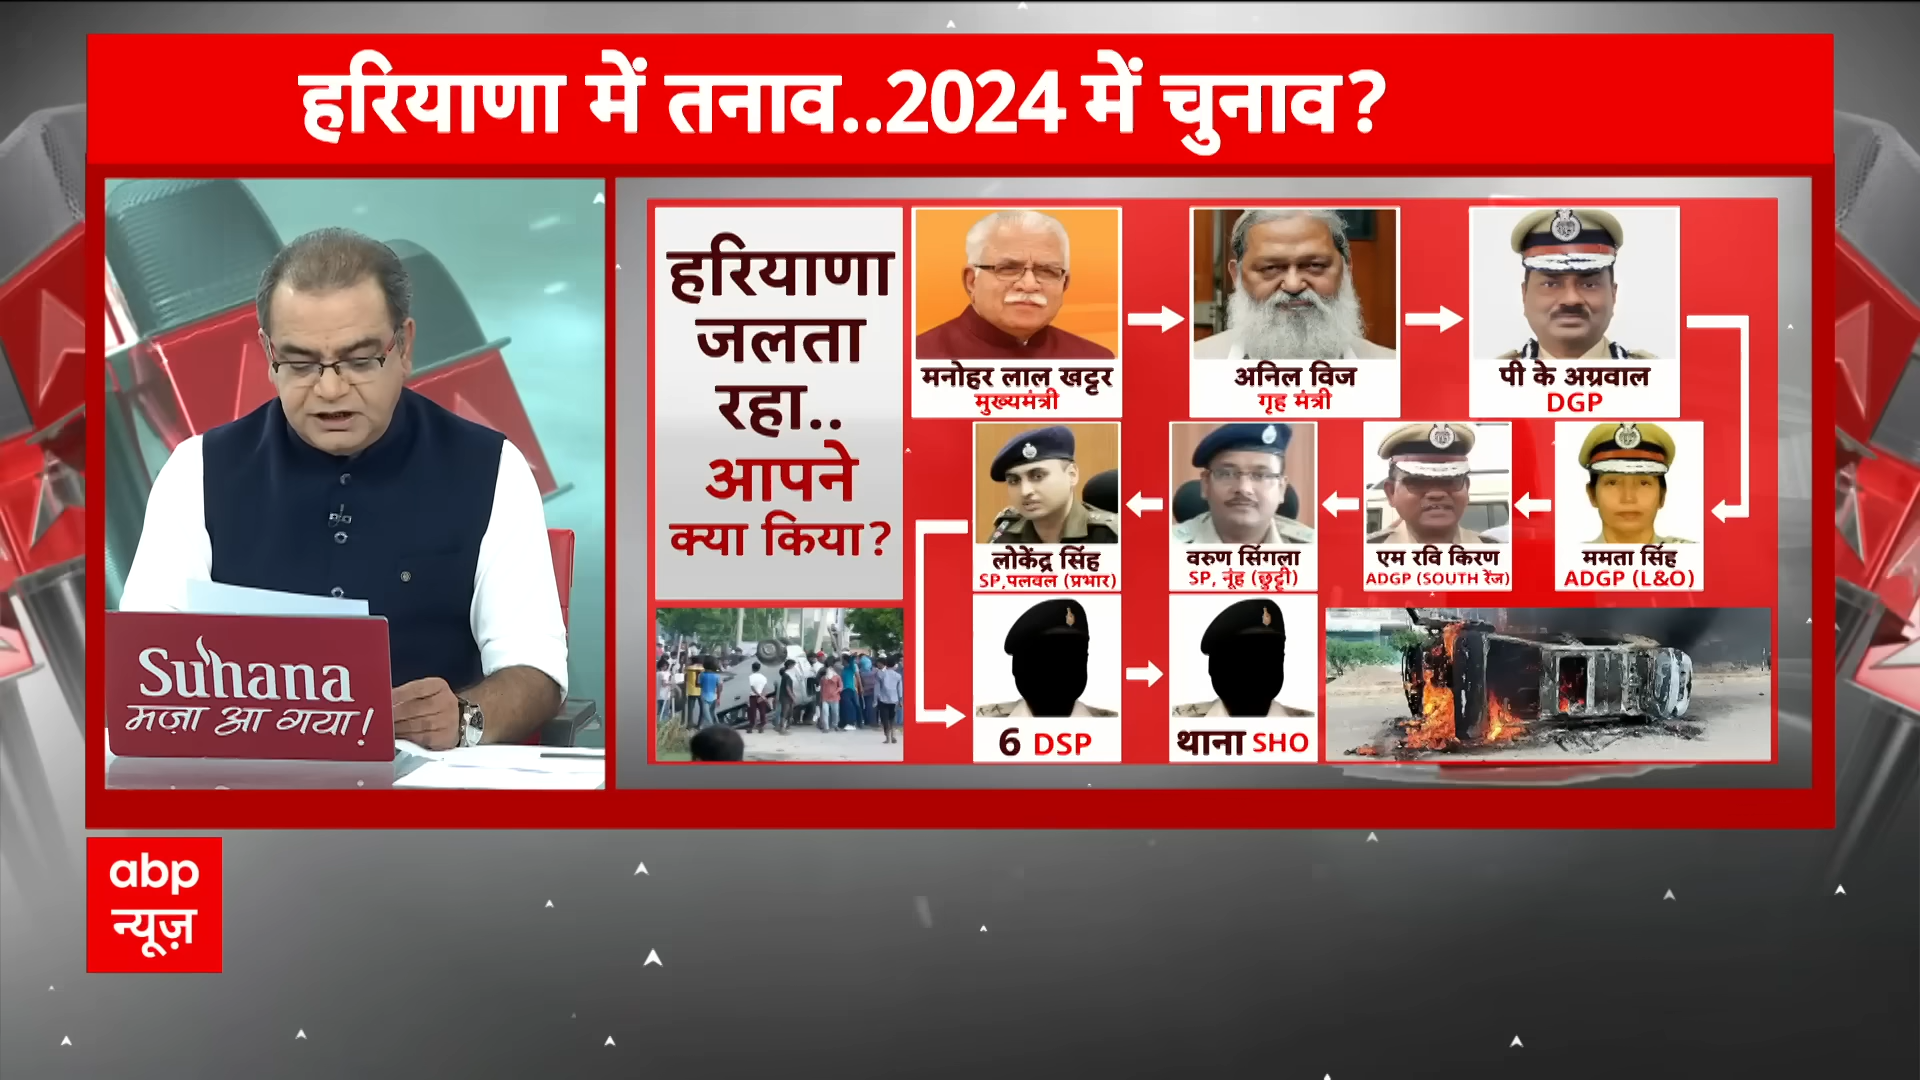 हरियाणा में तनाव..2024 में चुनाव?
हरियाणा
जलता
रहा..
आपने
क्या किया?
मनोहर लाल खट्टर
मुख्यमंत्री
अनिल विज
गृह मंत्री
पी के अग्रवाल
DGP
लोकेंद्र सिंह
SP,पलवल (प्रभार)
वरुण सिंगला
SP, नूंह (छुट्टी)
एम रवि किरण
ADGP (SOUTH रेंज)
ममता सिंह
ADGP (L&O)
6 DSP
थाना SHO
Suhana
मज़ा आ गया!
abp
न्यूज़